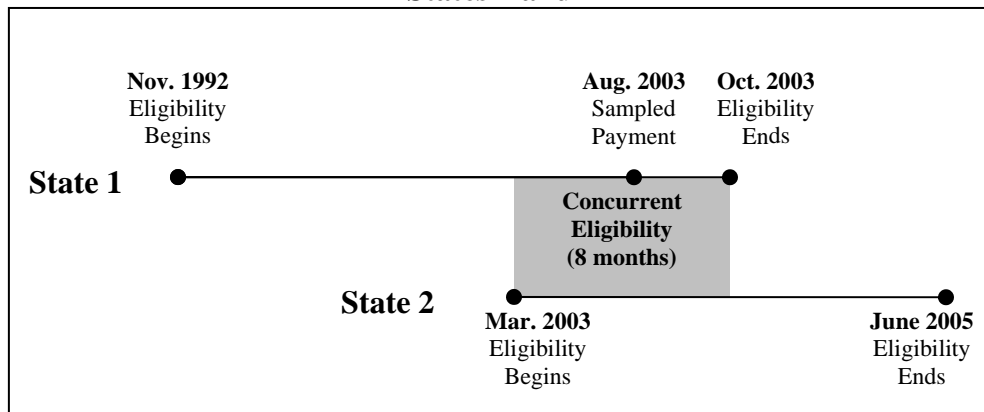 Nov. 1992
Eligibility
Begins
Aug. 2003
Sampled
Payment
Oct. 2003
Eligibility
Ends
State 1
Concurrent
Eligibility
(8 months)
State 2
Mar. 2003
Eligibility
Begins
June 2005
Eligibility
Ends